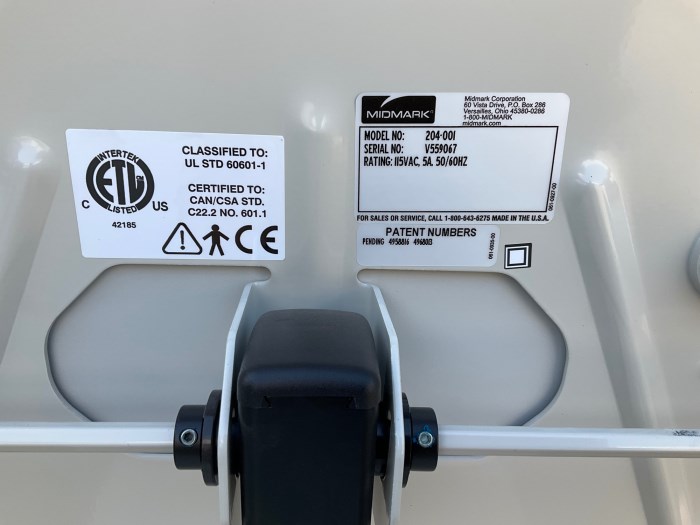 INTERTEK
ETL
C LISTED US
42185
CLASSIFIED TO:
UL STD 60601-1
CERTIFIED TO:
CAN/CSA STD.
C22.2 NO. 601.1
CE
MIDMARK
Midmark Corporation
60 Vista Drive, P.O. Box 286
Versailles, Ohio 45380-0286
1-800-MIDMARK
midmark.com
MODEL NO: 204-001
SERIAL NO: V559067
RATING: 115VAC, 5A, 50/60HZ
FOR SALES OR SERVICE, CALL 1-800-643-6275 MADE IN THE U.S.A.
PATENT NUMBERS
PENDING 4958816 4968013